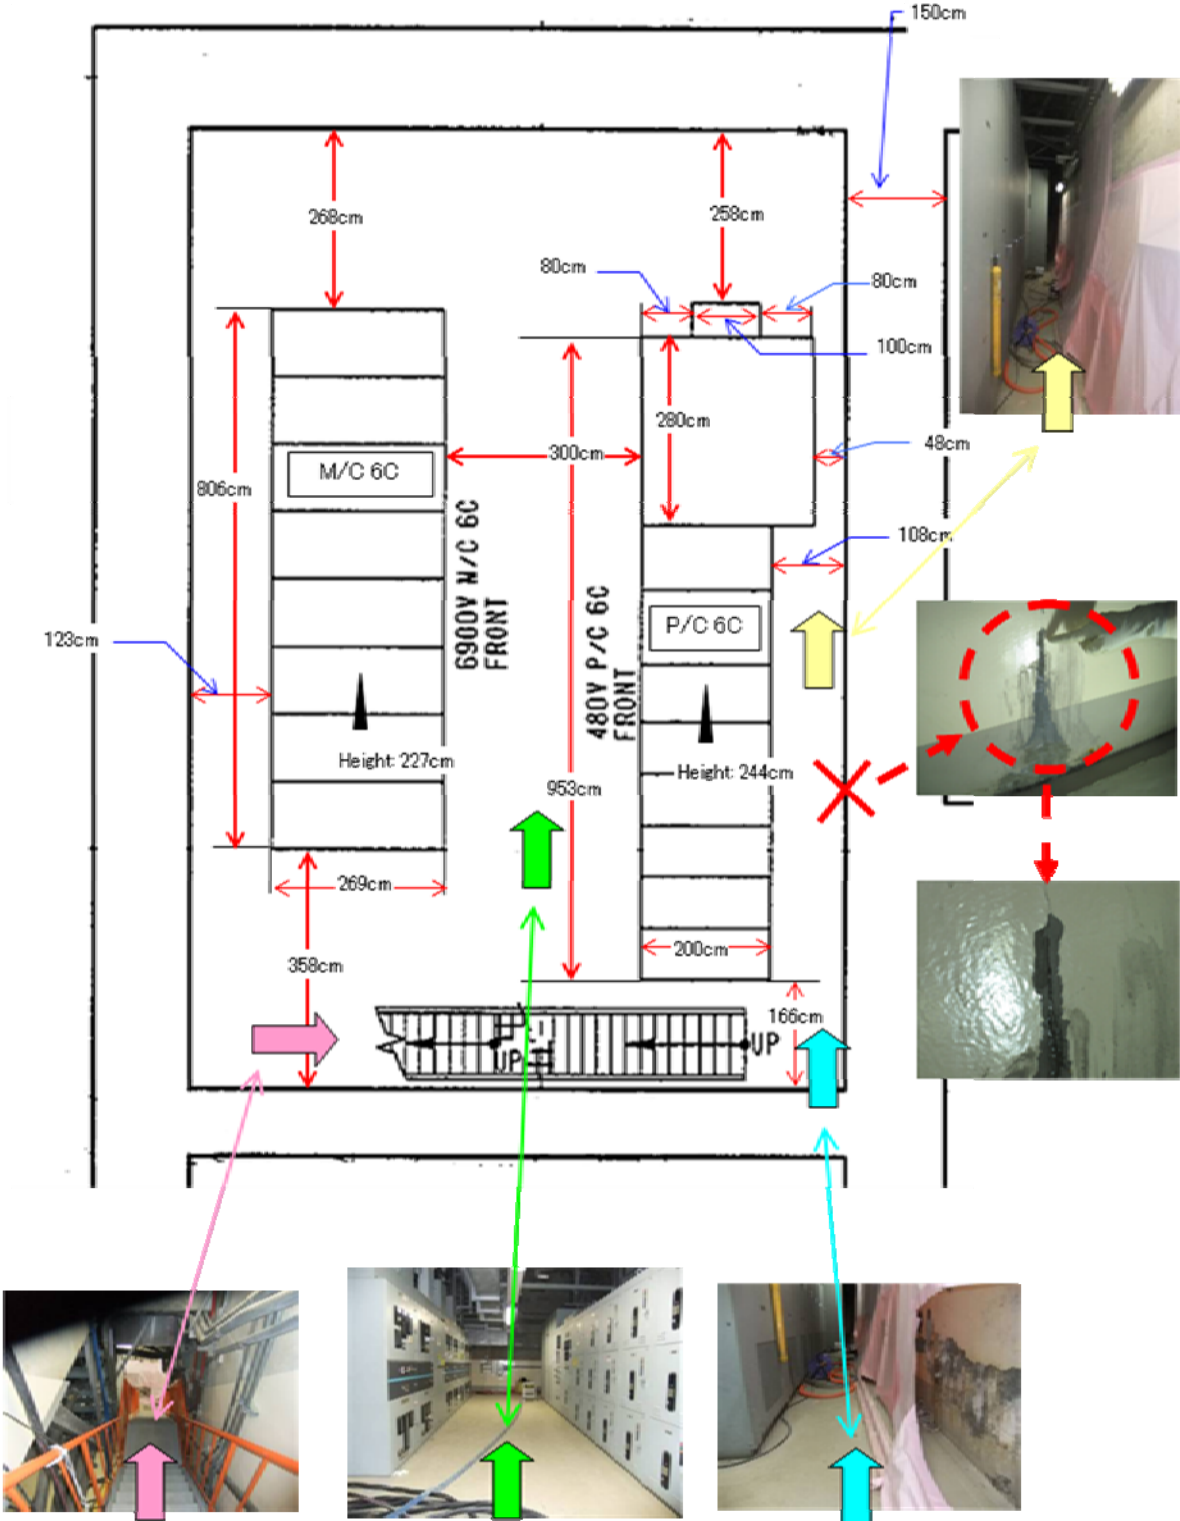 150cm
268cm
258cm
80cm
80cm
100cm
280cm
300cm
48cm
M/C 6C
806cm
108cm
6900V M/C 6C
FRONT
480V P/C 6C
FRONT
P/C 6C
123cm
Height: 227cm
Height: 244cm
953cm
269cm
200cm
358cm
166cm
UP
UP